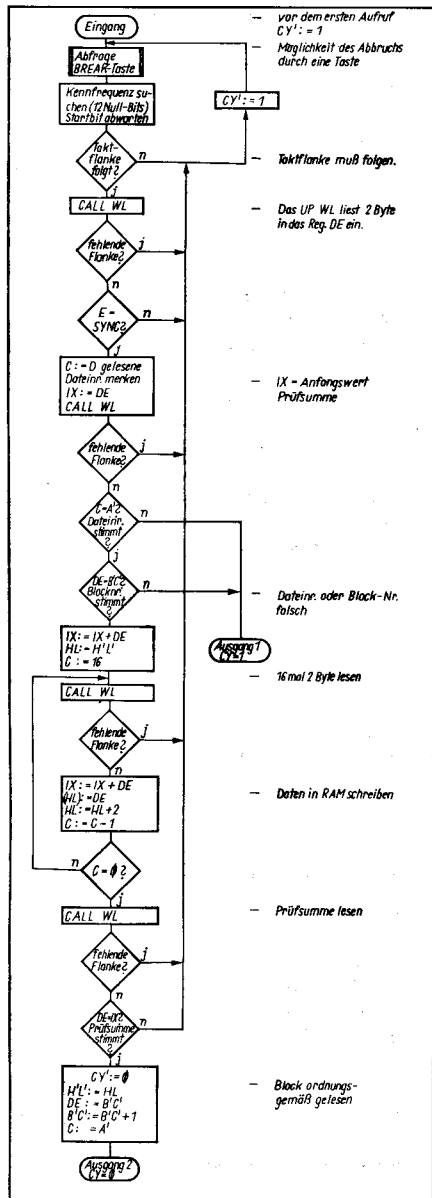 Eingang
— vor dem ersten Aufruf
CY' := 1
— Möglichkeit des Abbruchs
durch eine Taste
Abfrage
BREAK-Taste
CY' := 1
Kennfrequenz su-
chen (12 Null-Bits)
Startbit abwarten
Takt-
flanke
folgt?
n
— Taktflanke muß folgen.
j
CALL WL
— Das UP WL liest 2 Byte
in das Reg. DE ein.
fehlende
Flanke?
j
n
E =
SYNC?
n
j
C := D gelesene
Dateinr. merken
IX := DE
CALL WL
— IX = Anfangswert
Prüfsumme
fehlende
Flanke?
j
n
C=A'?
Dateinr.
stimmt
?
n
j
DE=B'C'?
Blocknr.
stimmt
?
n
— Dateinr. oder Block-Nr.
falsch
j
IX := IX + DE
HL := H'L'
C := 16
Ausgang 1
CY=1
— 16 mal 2 Byte lesen
CALL WL
fehlende
Flanke?
j
n
IX := IX + DE
(HL) := DE
HL := HL + 2
C := C - 1
— Daten in RAM schreiben
n
C = 0?
j
CALL WL
— Prüfsumme lesen
fehlende
Flanke?
j
n
DE=IX?
Prüfsumme
stimmt
?
n
j
CY' := 0
H'L' := HL
DE := B'C'
B'C' := B'C' + 1
C := A'
— Block ordnungs-
gemäß gelesen
Ausgang 2
CY=0